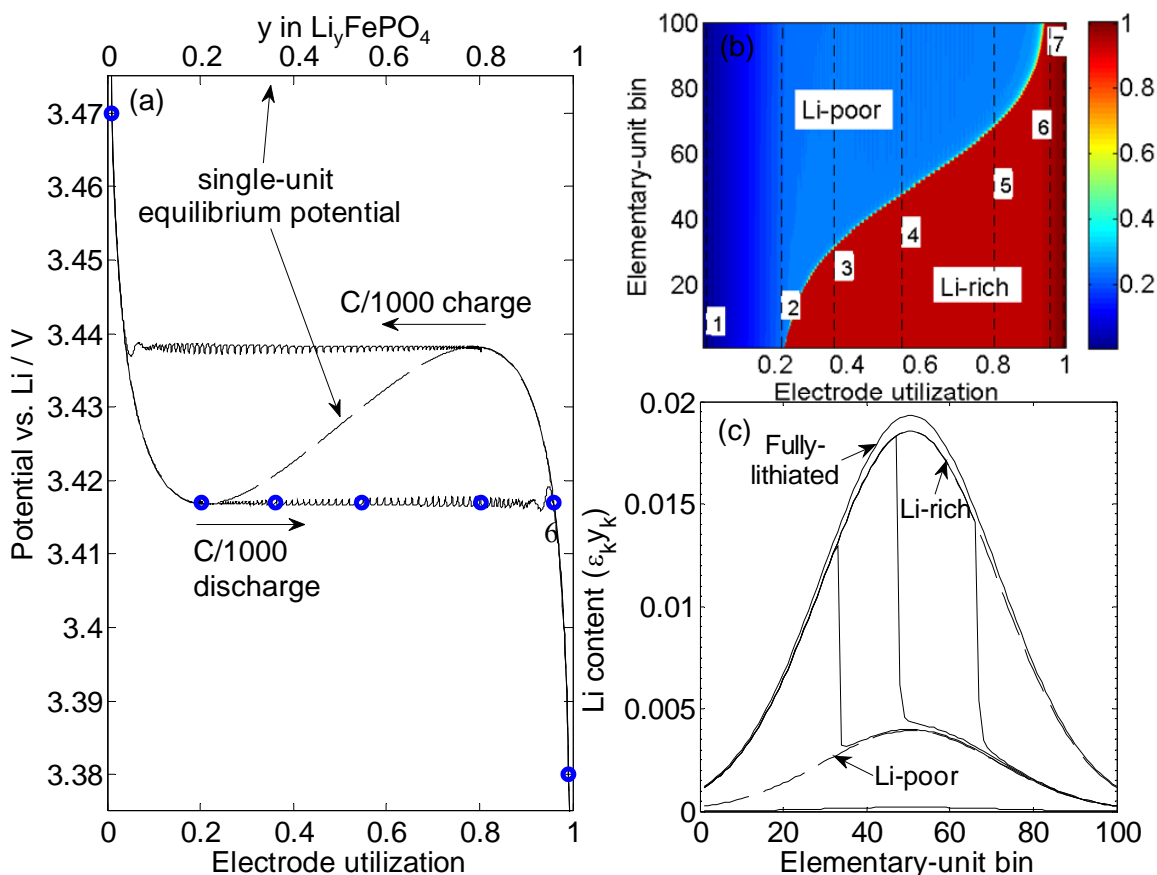 y in LiyFePO4
0 0.2 0.4 0.6 0.8 1
(a)
3.47
3.46
3.45
3.44
3.43
3.42
3.41
3.4
3.39
3.38
Potential vs. Li / V
single-unit
equilibrium potential
C/1000 charge
C/1000
discharge
6
0 0.2 0.4 0.6 0.8 1
Electrode utilization
(b)
100
80
60
40
20
Elementary-unit bin
Li-poor
Li-rich
1
2
3
4
5
6
7
0.2 0.4 0.6 0.8 1
Electrode utilization
1
0.8
0.6
0.4
0.2
(c)
0.02
0.015
0.01
0.005
0
Li content (εkyk)
Fully-
lithiated
Li-rich
Li-poor
0 20 40 60 80 100
Elementary-unit bin